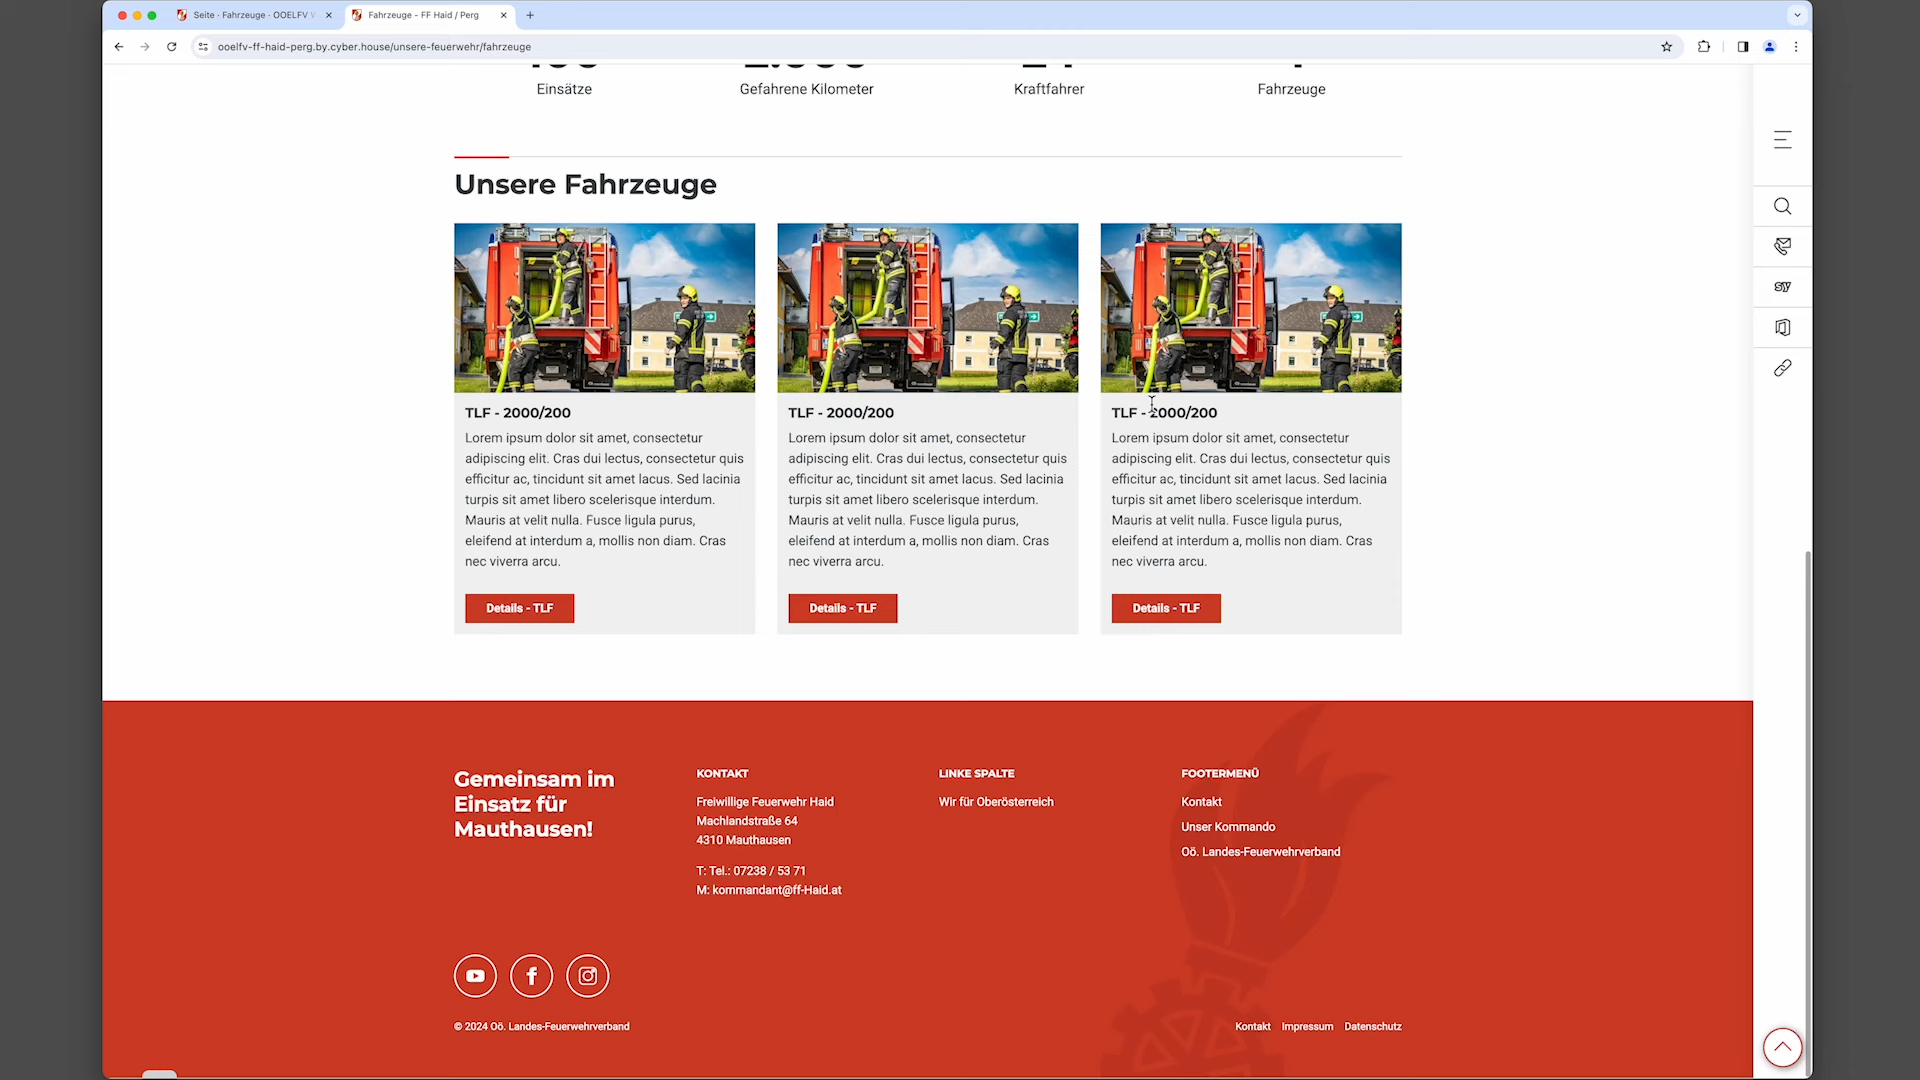 Seite · Fahrzeuge · OOELFV
Fahrzeuge - FF Haid / Perg
ooelfv-ff-haid-perg.by.cyber.house/unsere-feuerwehr/fahrzeuge
Einsätze
Gefahrene Kilometer
Kraftfahrer
Fahrzeuge
Unsere Fahrzeuge
TLF - 2000/200
Lorem ipsum dolor sit amet, consectetur
adipiscing elit. Cras dui lectus, consectetur quis
efficitur ac, tincidunt sit amet lacus. Sed lacinia
turpis sit amet libero scelerisque interdum.
Mauris at velit nulla. Fusce ligula purus,
eleifend at interdum a, mollis non diam. Cras
nec viverra arcu.
Details - TLF
TLF - 2000/200
Lorem ipsum dolor sit amet, consectetur
adipiscing elit. Cras dui lectus, consectetur quis
efficitur ac, tincidunt sit amet lacus. Sed lacinia
turpis sit amet libero scelerisque interdum.
Mauris at velit nulla. Fusce ligula purus,
eleifend at interdum a, mollis non diam. Cras
nec viverra arcu.
Details - TLF
TLF - 2000/200
Lorem ipsum dolor sit amet, consectetur
adipiscing elit. Cras dui lectus, consectetur quis
efficitur ac, tincidunt sit amet lacus. Sed lacinia
turpis sit amet libero scelerisque interdum.
Mauris at velit nulla. Fusce ligula purus,
eleifend at interdum a, mollis non diam. Cras
nec viverra arcu.
Details - TLF
sy
Gemeinsam im
Einsatz für
Mauthausen!
KONTAKT
Freiwillige Feuerwehr Haid
Machlandstraße 64
4310 Mauthausen
T: Tel.: 07238 / 53 71
M: kommandant@ff-Haid.at
LINKE SPALTE
Wir für Oberösterreich
FOOTERMENÜ
Kontakt
Unser Kommando
Oö. Landes-Feuerwehrverband
© 2024 Oö. Landes-Feuerwehrverband
Kontakt
Impressum
Datenschutz